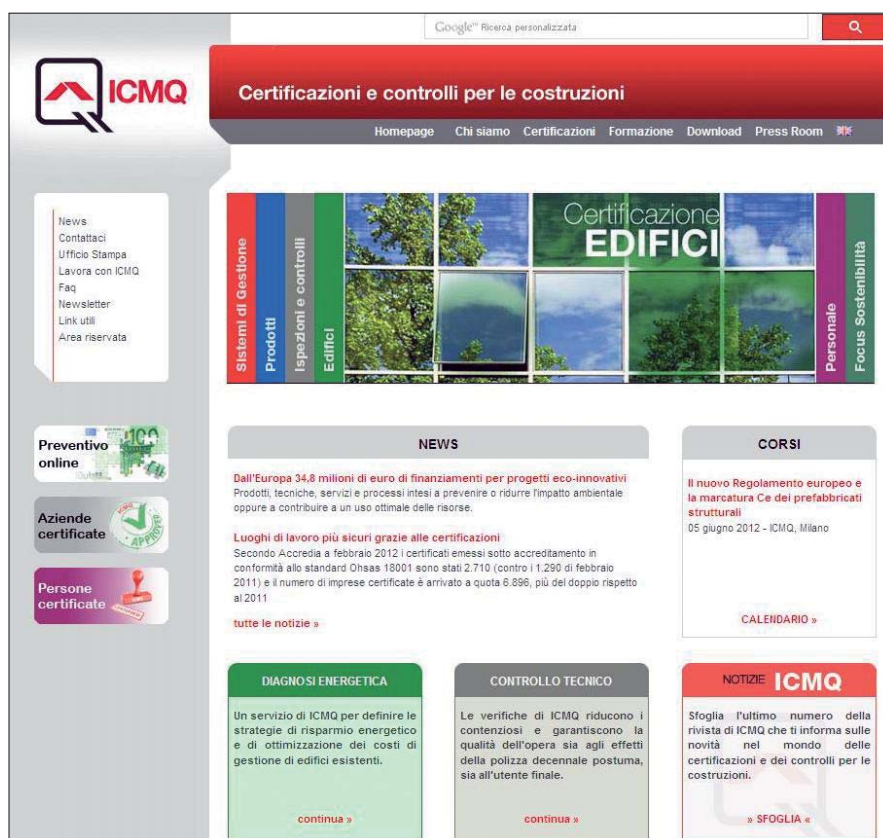 Google™ Ricerca personalizzata
ICMQ
Certificazioni e controlli per le costruzioni
Homepage Chi siamo Certificazioni Formazione Download Press Room
News
Contattaci
Ufficio Stampa
Lavora con ICMQ
Faq
Newsletter
Link utili
Area riservata
Sistemi di Gestione
Prodotti
Ispezioni e controlli
Edifici
Certificazione
EDIFICI
Personale
Focus Sostenibilità
Preventivo
online
100
Aziende
certificate
ICMQ
APPROVED
Persone
certificate
NEWS
Dall'Europa 34,8 milioni di euro di finanziamenti per progetti eco-innovativi
Prodotti, tecniche, servizi e processi intesi a prevenire o ridurre l'impatto ambientale
oppure a contribuire a un uso ottimale delle risorse.
Luoghi di lavoro più sicuri grazie alle certificazioni
Secondo Accredia a febbraio 2012 i certificati emessi sotto accreditamento in
conformità allo standard Ohsas 18001 sono stati 2.710 (contro i 1.290 di febbraio
2011) e il numero di imprese certificate è arrivato a quota 6.896, più del doppio rispetto
al 2011
tutte le notizie »
CORSI
Il nuovo Regolamento europeo e
la marcatura Ce dei prefabbricati
strutturali
05 giugno 2012 - ICMQ, Milano
CALENDARIO »
DIAGNOSI ENERGETICA
Un servizio di ICMQ per definire le
strategie di risparmio energetico
e di ottimizzazione dei costi di
gestione di edifici esistenti.
continua »
CONTROLLO TECNICO
Le verifiche di ICMQ riducono i
contenziosi e garantiscono la
qualità dell'opera sia agli effetti
della polizza decennale postuma,
sia all'utente finale.
continua »
NOTIZIE ICMQ
Sfoglia l'ultimo numero della
rivista di ICMQ che ti informa sulle
novità nel mondo delle
certificazioni e dei controlli per le
costruzioni.
» SFOGLIA «